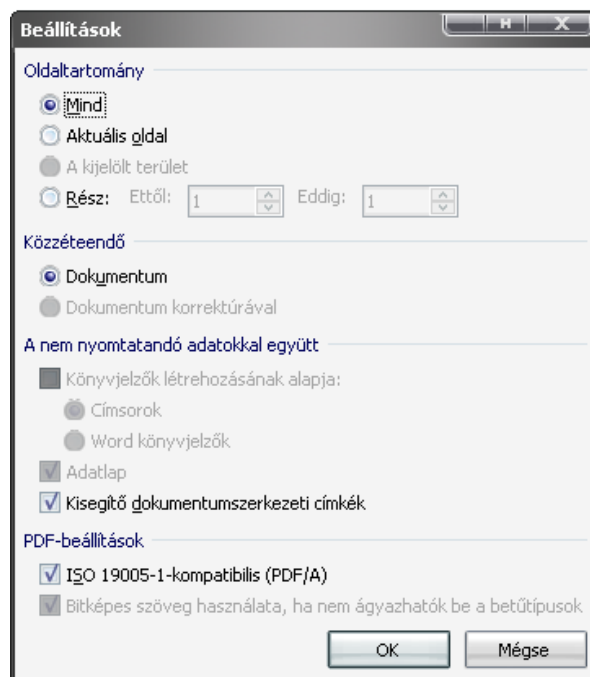 Beállítások
Oldaltartomány
Mind
Aktuális oldal
A kijelölt terület
Rész: Ettől: 1 Eddig: 1
Közzéteendő
Dokumentum
Dokumentum korrektúrával
A nem nyomtatandó adatokkal együtt
Könyvjelzők létrehozásának alapja:
Címsorok
Word könyvjelzők
Adatlap
Kisegítő dokumentumszerkezeti címkék
PDF-beállítások
ISO 19005-1-kompatibilis (PDF/A)
Bitképes szöveg használata, ha nem ágyazhatók be a betűtípusok
OK Mégse